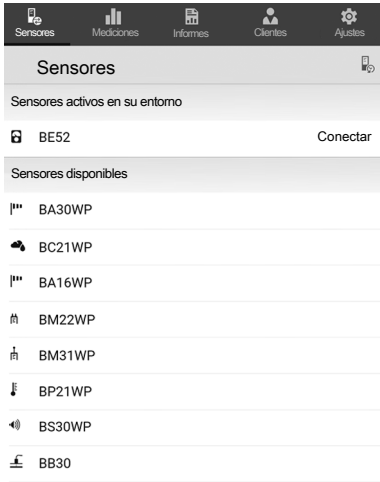 Sensores Mediciones Informes Clientes Ajustes
Sensores
Sensores activos en su entorno
BE52 Conectar
Sensores disponibles
BA30WP
BC21WP
BA16WP
BM22WP
BM31WP
BP21WP
BS30WP
BB30